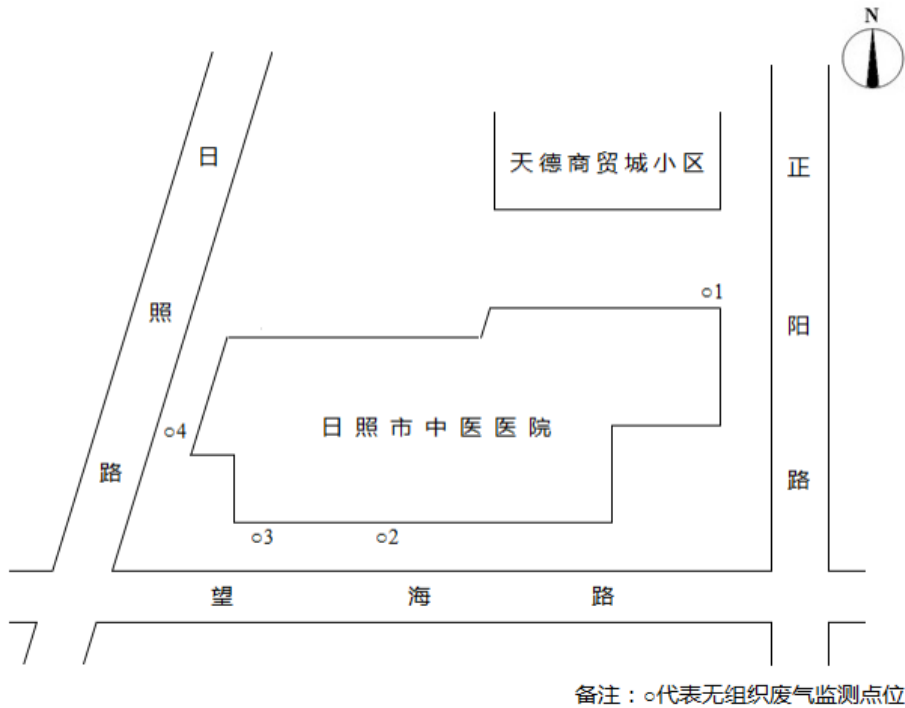 N
日照路
天德商贸城小区
正阳路
○1
日照市中医医院
○4
○3
○2
望海路
备注：○代表无组织废气监测点位